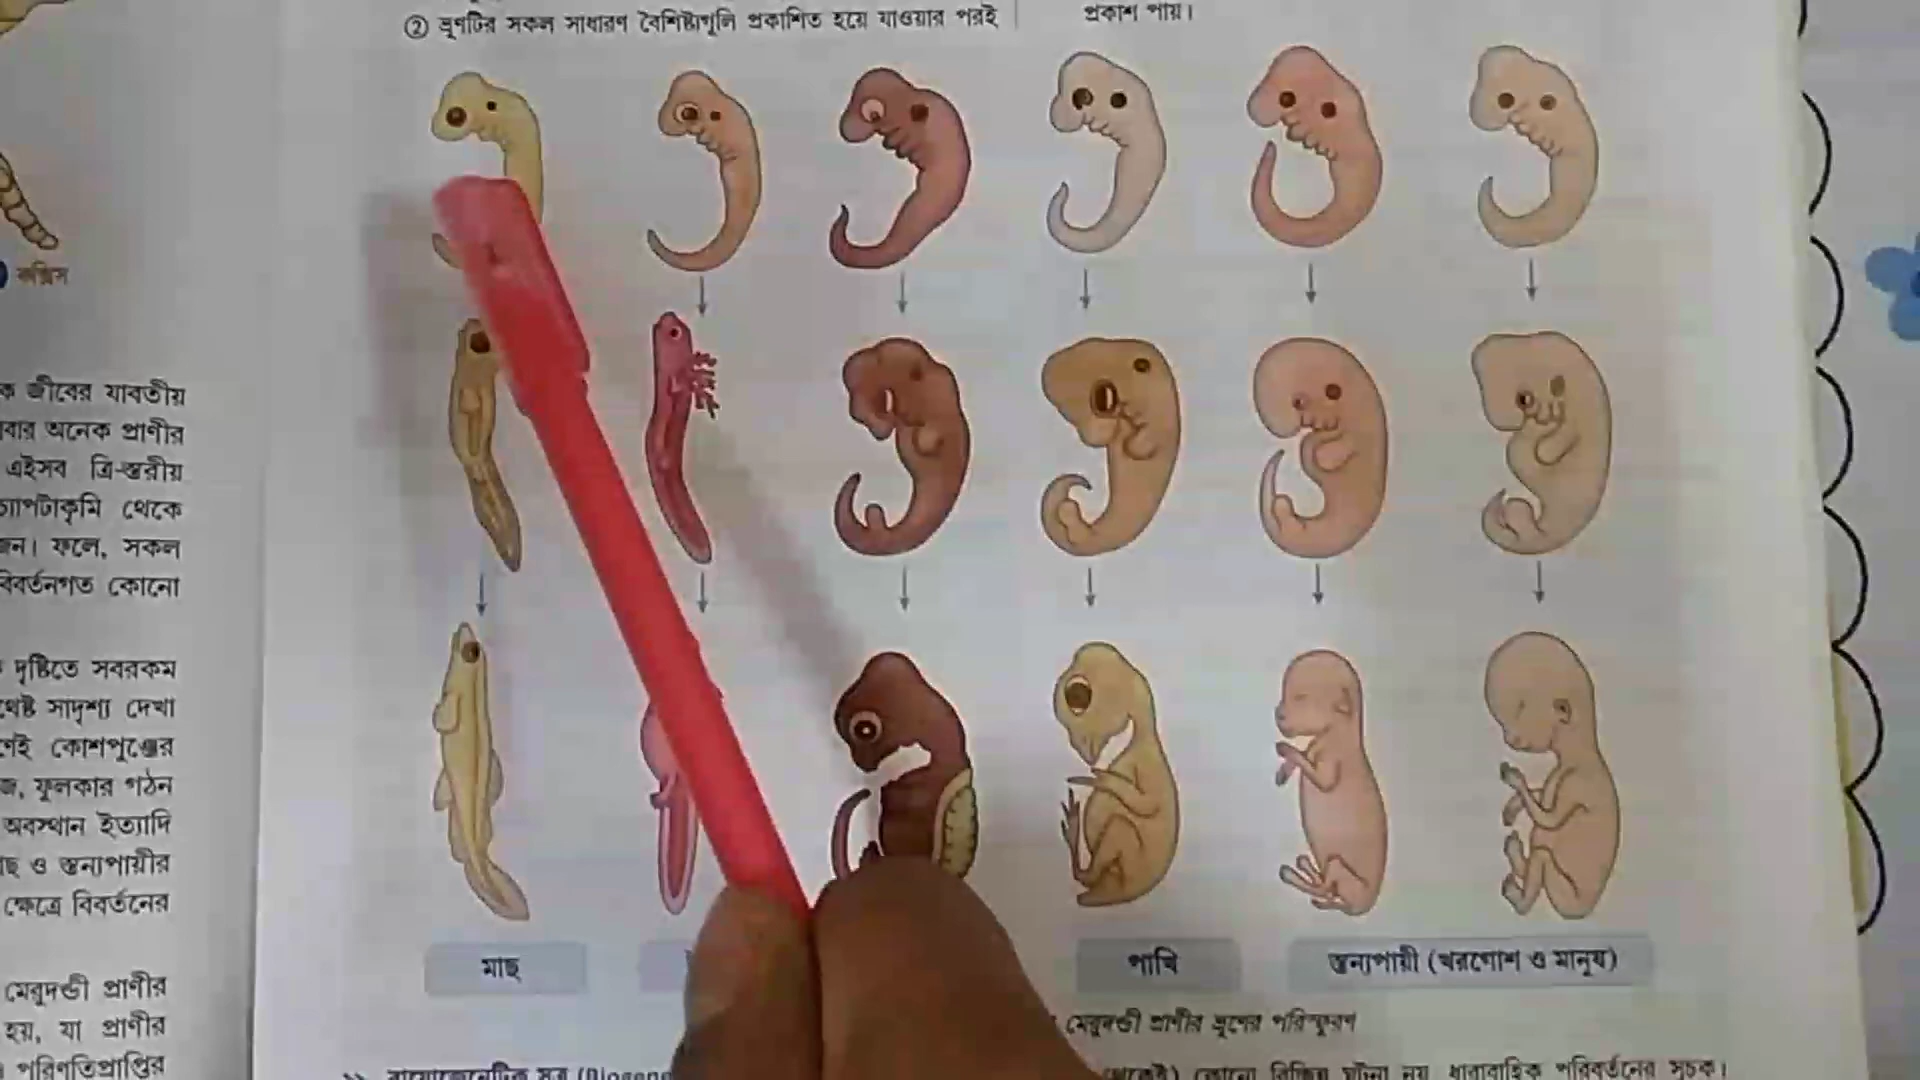 ② ভ্রূণটির সকল সাধারণ বৈশিষ্ট্যগুলি প্রকাশিত হয়ে যাওয়ার পরই
প্রকাশ পায়।
ক জীবের যাবতীয়
বার অনেক প্রাণীর
এইসব ত্রি-স্তরীয়
চ্যাপটাকৃমি থেকে
ফলে, সকল
বিবর্তনগত কোনো
দৃষ্টিতে সবরকম
থেষ্ট সাদৃশ্য দেখা
কোশপুঞ্জের
ফুলকার গঠন
অবস্থান ইত্যাদি
ছ ও স্তন্যপায়ীর
ক্ষেত্রে বিবর্তনের
মেরুদণ্ডী প্রাণীর
হয়, যা প্রাণীর
পরিণতিপ্রাপ্তির
মাছ
পাখি
স্তন্যপায়ী (খরগোশ ও মানুষ)
মেরুদণ্ডী প্রাণীর ভ্রূণের পরিস্ফুরণ
>> বায়োজেনেটিক সূত্র (Biogene
থেকেই) কোনো বিচ্ছিন্ন ঘটনা নয়, ধারাবাহিক পরিবর্তনের সূচক।